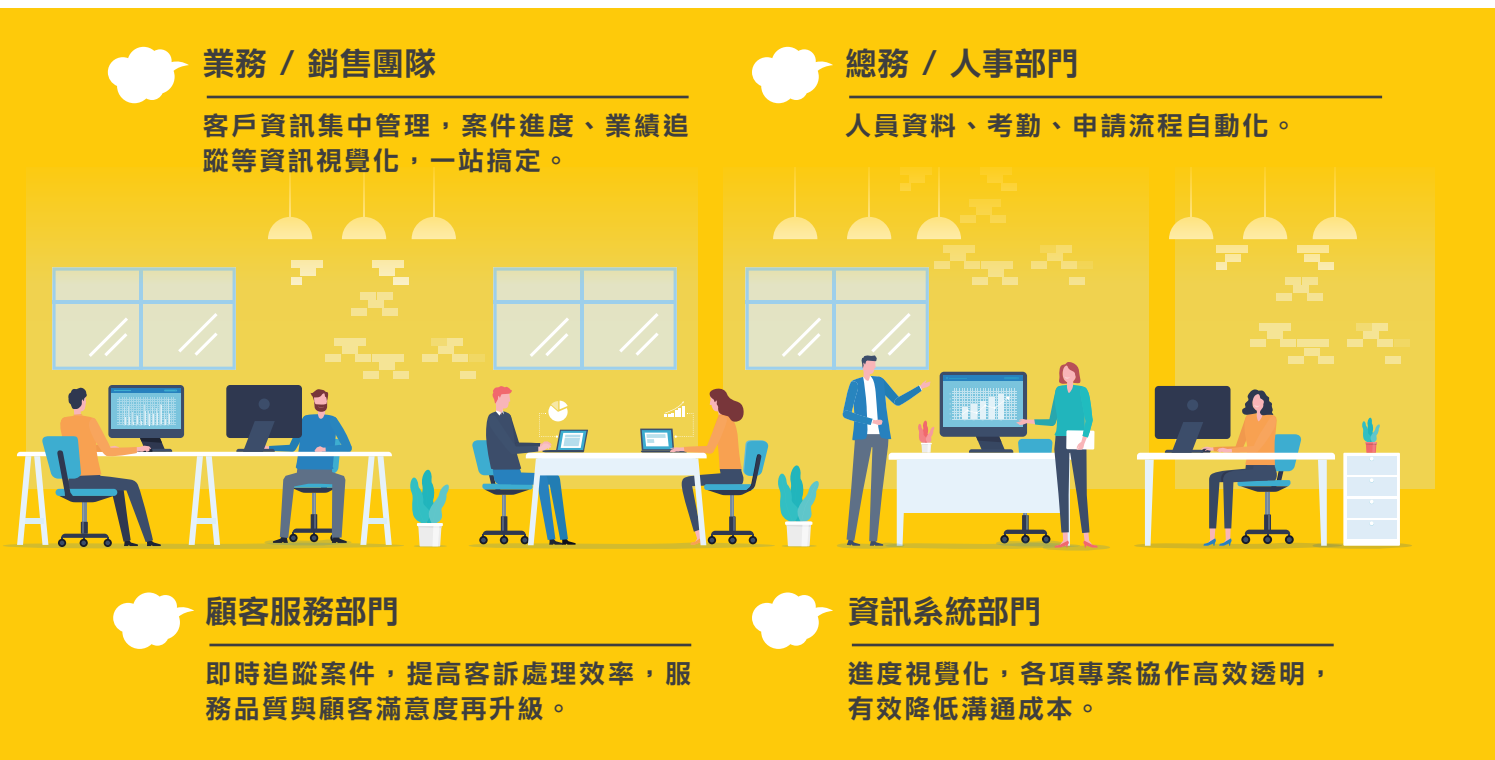 業務 / 銷售團隊
客戶資訊集中管理，案件進度、業績追
蹤等資訊視覺化，一站搞定。
總務 / 人事部門
人員資料、考勤、申請流程自動化。
顧客服務部門
即時追蹤案件，提高客訴處理效率，服
務品質與顧客滿意度再升級。
資訊系統部門
進度視覺化，各項專案協作高效透明，
有效降低溝通成本。